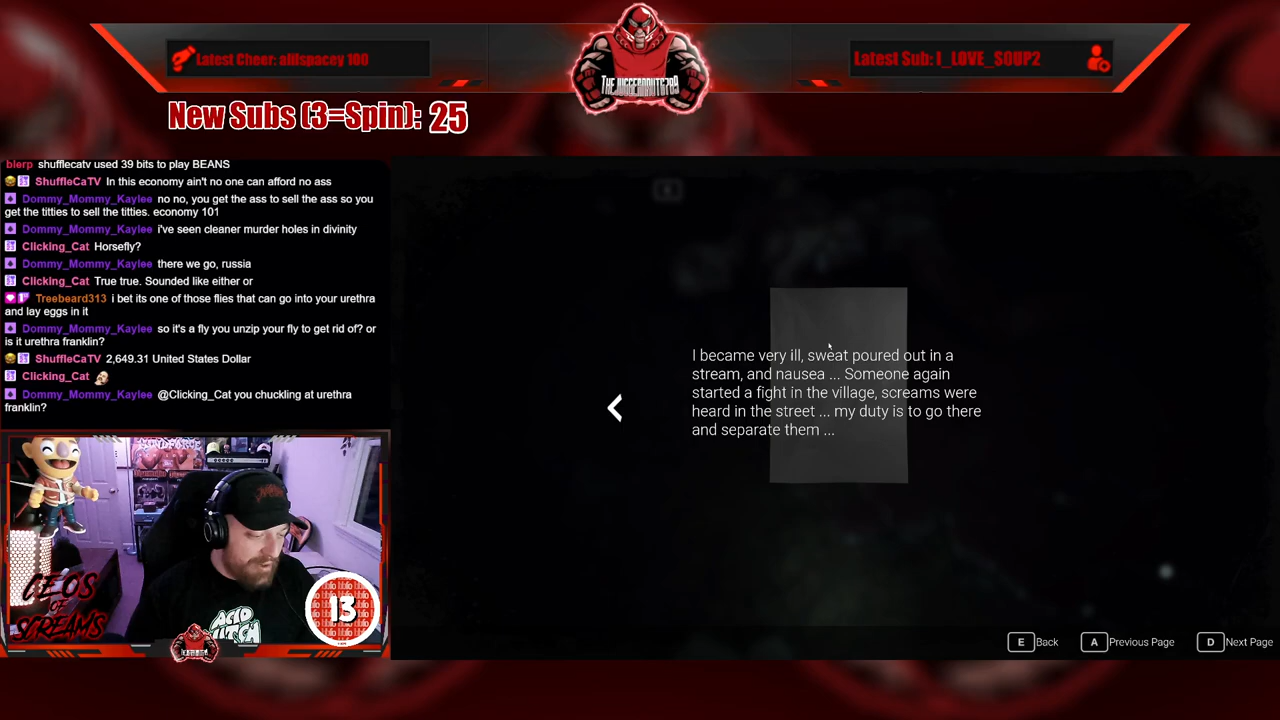 Latest Cheer: allispacey 100
THEJUGGERNAUT6789
Latest Sub: I_LOVE_SOUP2
New Subs (3=Spin): 25
blerp shufflecatv used 39 bits to play BEANS
ShuffleCaTV In this economy ain't no one can afford no ass
Dommy_Mommy_Kaylee no no, you get the ass to sell the ass so you
get the titties to sell the titties. economy 101
Dommy_Mommy_Kaylee i've seen cleaner murder holes in divinity
Clicking_Cat Horsefly?
Dommy_Mommy_Kaylee there we go, russia
Clicking_Cat True true. Sounded like either or
Treebeard313 i bet its one of those flies that can go into your urethra
and lay eggs in it
Dommy_Mommy_Kaylee so it's a fly you unzip your fly to get rid of? or
is it urethra franklin?
ShuffleCaTV 2,649.31 United States Dollar
Clicking_Cat
Dommy_Mommy_Kaylee @Clicking_Cat you chuckling at urethra
franklin?
I became very ill, sweat poured out in a
stream, and nausea ... Someone again
started a fight in the village, screams were
heard in the street ... my duty is to go there
and separate them ...
CEOS
OF
SCREAMS
ACID
13
E Back
A Previous Page
D Next Page